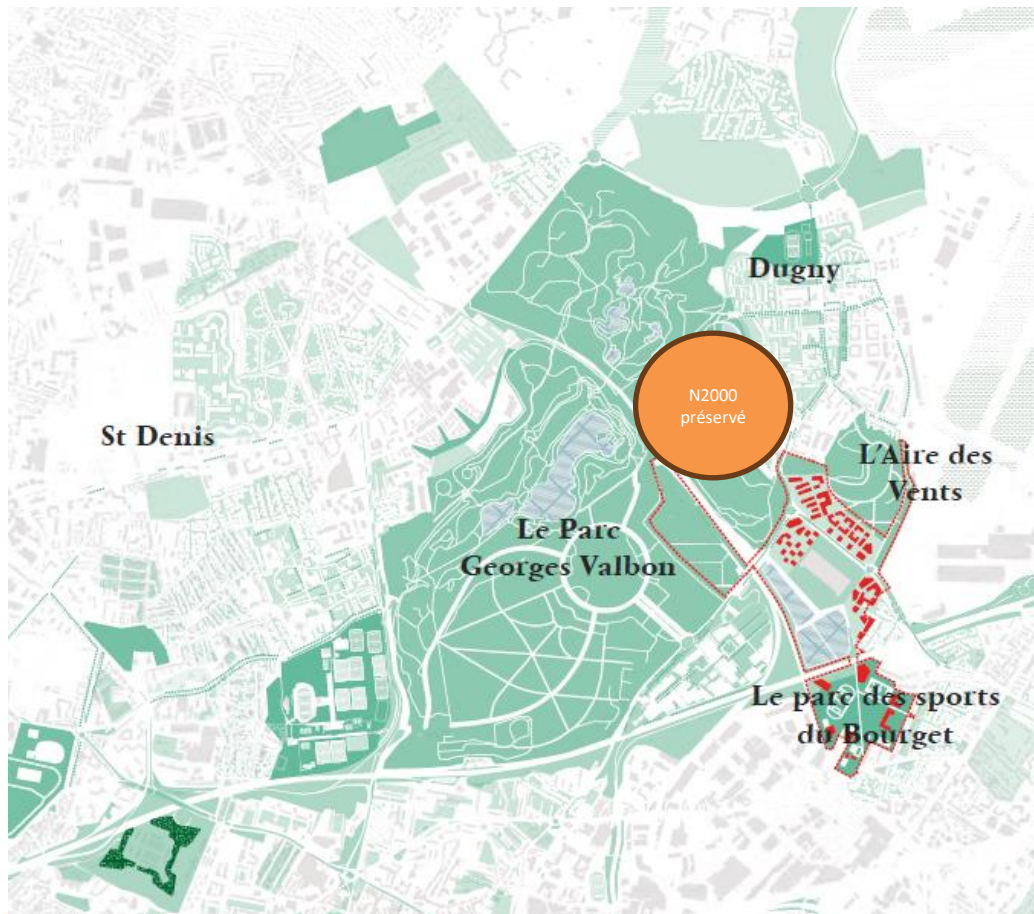 Dugny
N2000
préservé
St Denis
L'Aire des
Vents
Le Parc
Georges Valbon
Le parc des sports
du Bourget